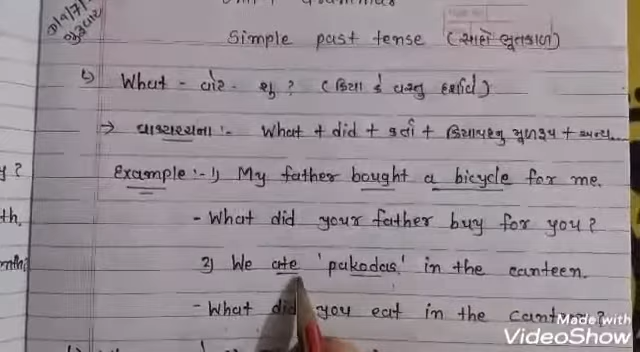 Simple past tense (સાદો ભૂતકાળ)
What - વોટ - શું? (ક્રિયા કે વસ્તુ દર્શાવે)
→ વાક્યરચના :- What + did + કર્તા + ક્રિયાપદનું મૂળરૂપ + અન્ય...
Example :- 1) My father bought a bicycle for me.
- What did your father buy for you?
2) We ate 'pakodas' in the canteen.
- What did you eat in the canteen?
y?
th.
Made with
VideoShow